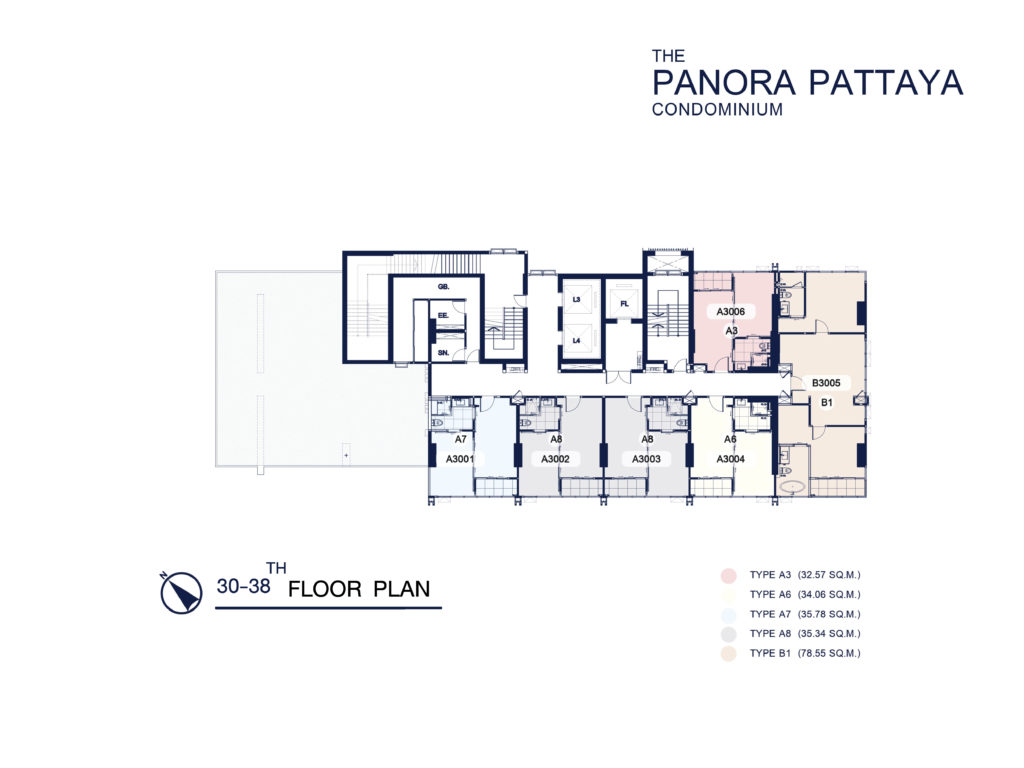 THE
PANORA PATTAYA
CONDOMINIUM
GB.
EE.
SN.
L3
L4
FL
A3006
A3
B3005
B1
A7
A3001
A8
A3002
A8
A3003
A6
A3004
N
30-38TH FLOOR PLAN
TYPE A3 (32.57 SQ.M.)
TYPE A6 (34.06 SQ.M.)
TYPE A7 (35.78 SQ.M.)
TYPE A8 (35.34 SQ.M.)
TYPE B1 (78.55 SQ.M.)